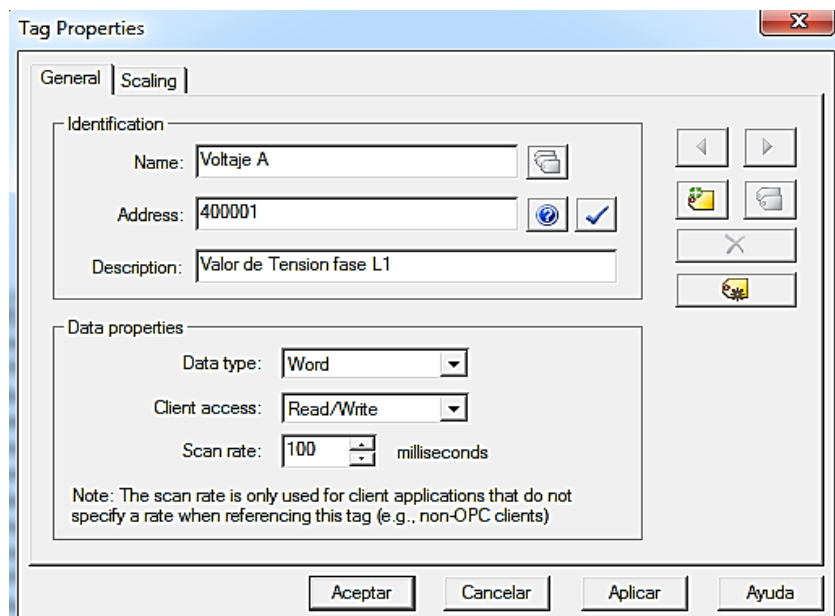 Tag Properties
General Scaling
Identification
Name: Voltaje A
Address: 400001
Description: Valor de Tension fase L1
Data properties
Data type: Word
Client access: Read/Write
Scan rate: 100 milliseconds
Note: The scan rate is only used for client applications that do not
specify a rate when referencing this tag (e.g., non-OPC clients)
Aceptar Cancelar Aplicar Ayuda